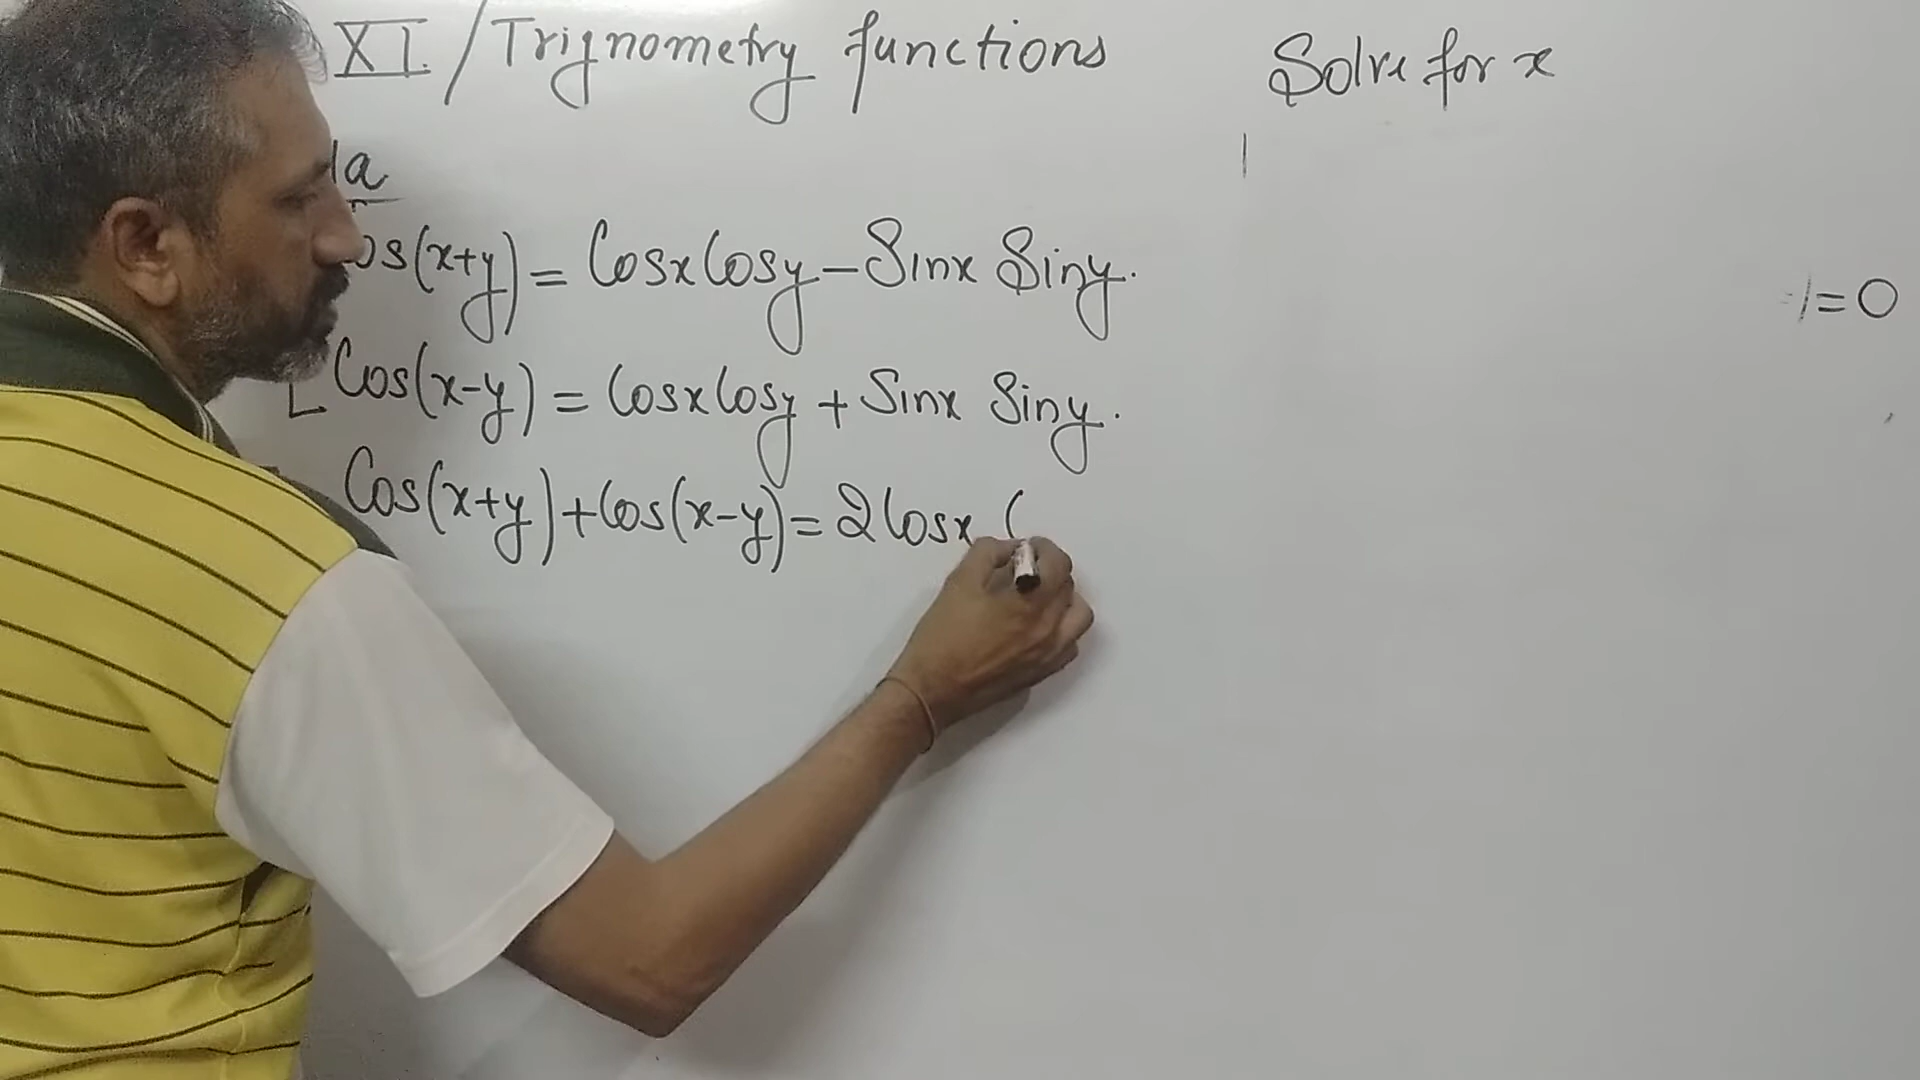 XI / Trignometry functions
Solve for x
la
os(x+y) = Cosx Cosy - Sinx Siny.
=0
Cos(x-y) = Cosx Cosy + Sinx Siny.
Cos(x+y)+Cos(x-y)= 2Cosx (